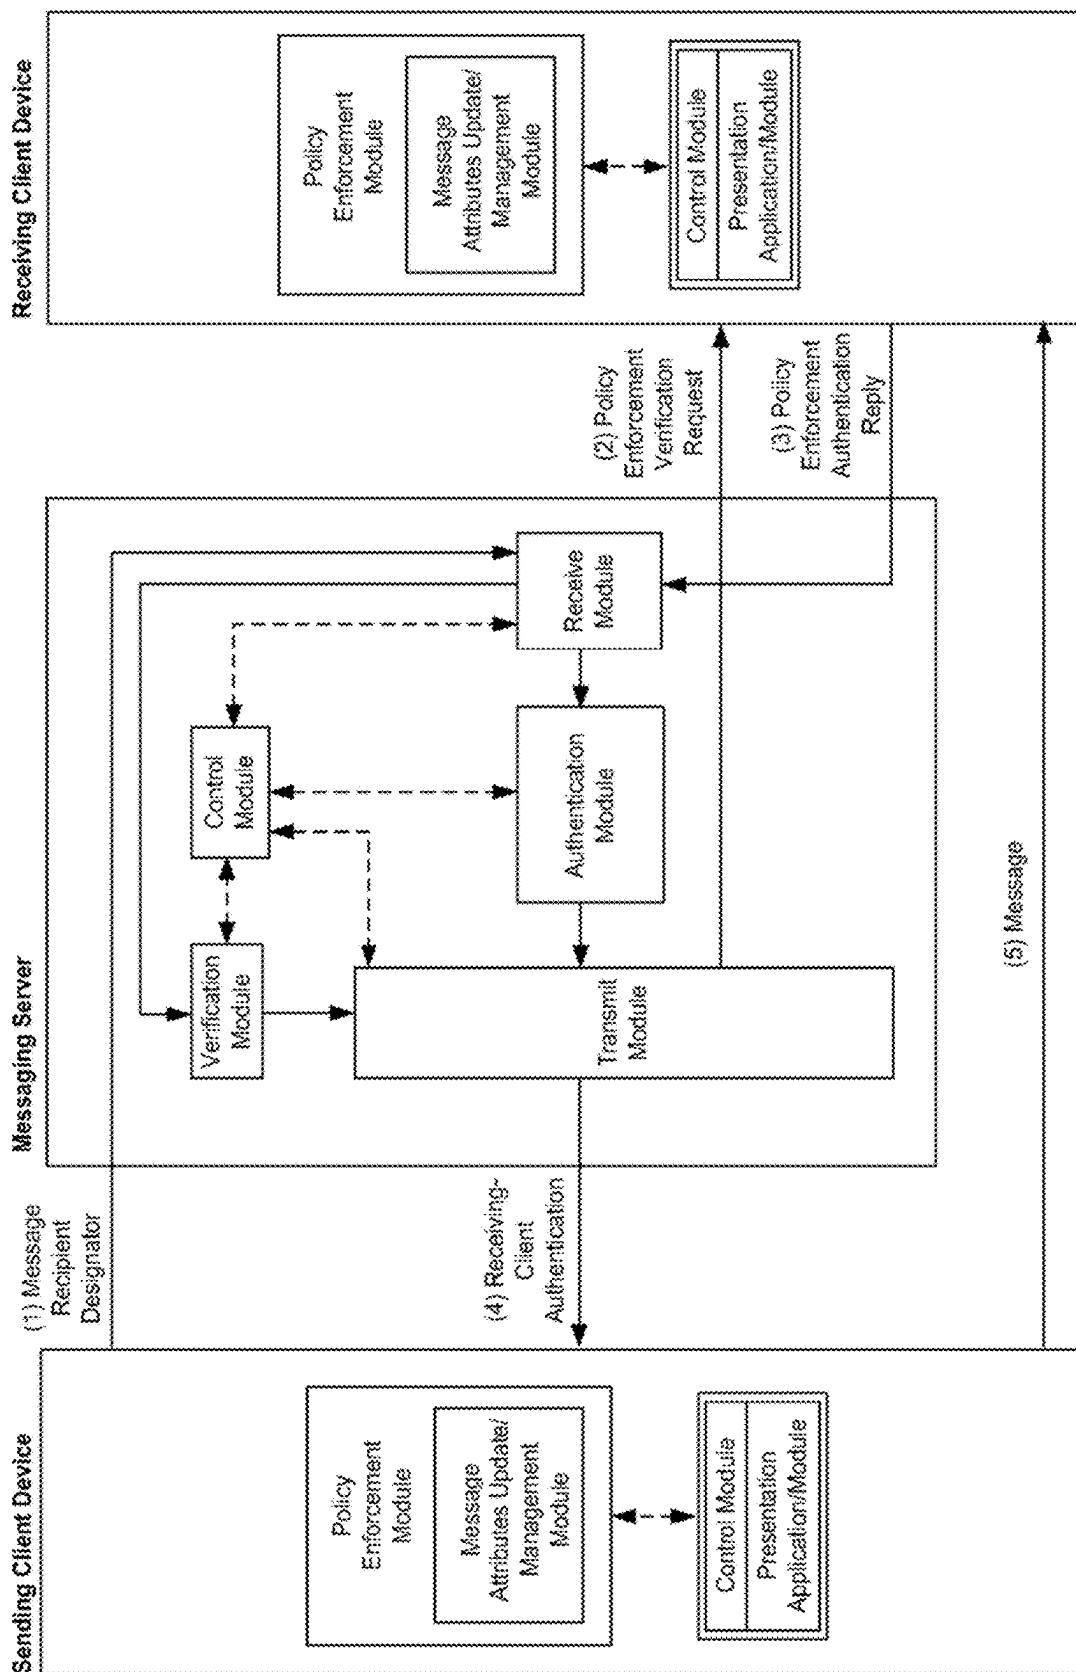 Sending Client Device
Policy
Enforcement
Module
Message
Attributes Update/
Management
Module
Control Module
Presentation
Application/Module
(1) Message
Recipient
Designator
(4) Receiving-
Client
Authentication
Messaging Server
Verification
Module
Control
Module
Transmit
Module
Authentication
Module
Receive
Module
(2) Policy
Enforcement
Verification
Request
(3) Policy
Enforcement
Authentication
Reply
(5) Message
Receiving Client Device
Policy
Enforcement
Module
Message
Attributes Update/
Management
Module
Control Module
Presentation
Application/Module